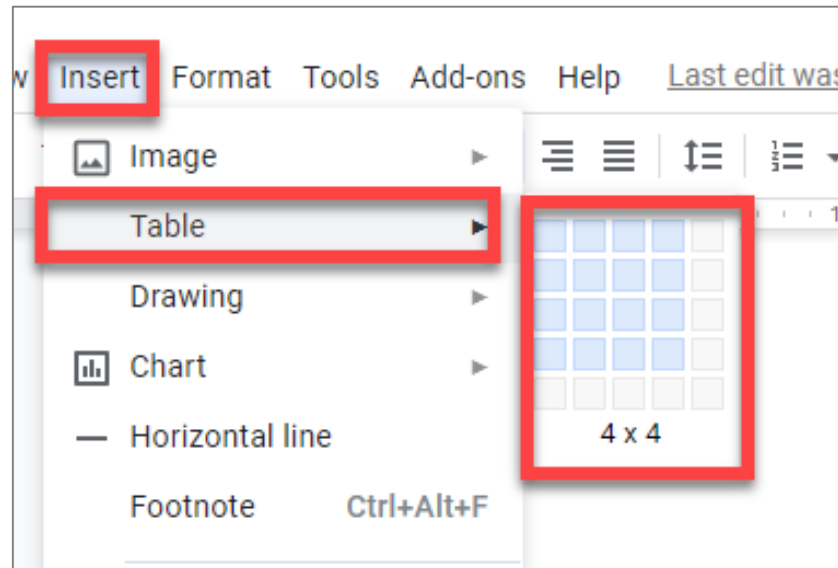 Insert Format Tools Add-ons Help Last edit was
Image
Table
Drawing
Chart
4 x 4
Horizontal line
Footnote Ctrl+Alt+F